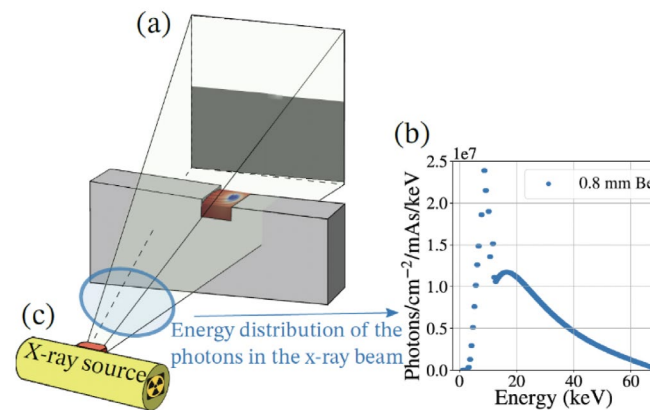 (a)
(b)
1e7
2.5
2.0
1.5
1.0
0.5
0.0
0 20 40 60
Photons/cm⁻²/mAs/keV
Energy (keV)
0.8 mm Be
(c)
X-ray source
Energy distribution of the
photons in the x-ray beam